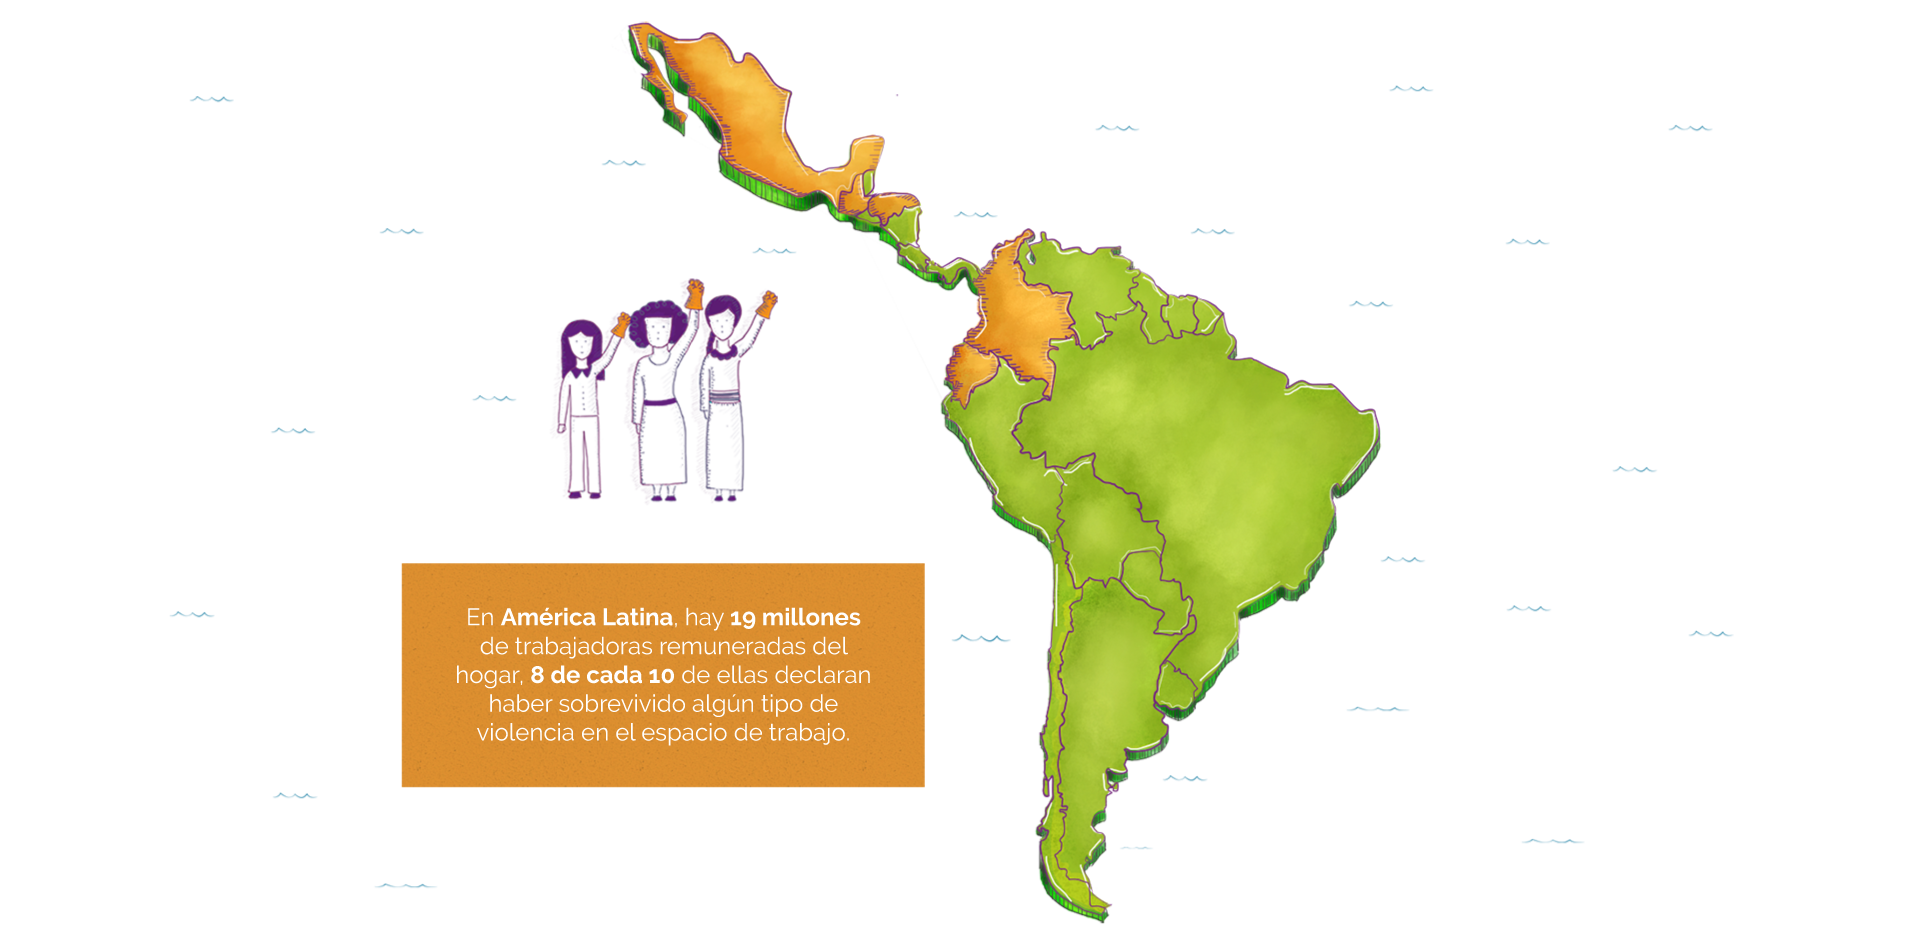 En América Latina, hay 19 millones
de trabajadoras remuneradas del
hogar, 8 de cada 10 de ellas declaran
haber sobrevivido algún tipo de
violencia en el espacio de trabajo.